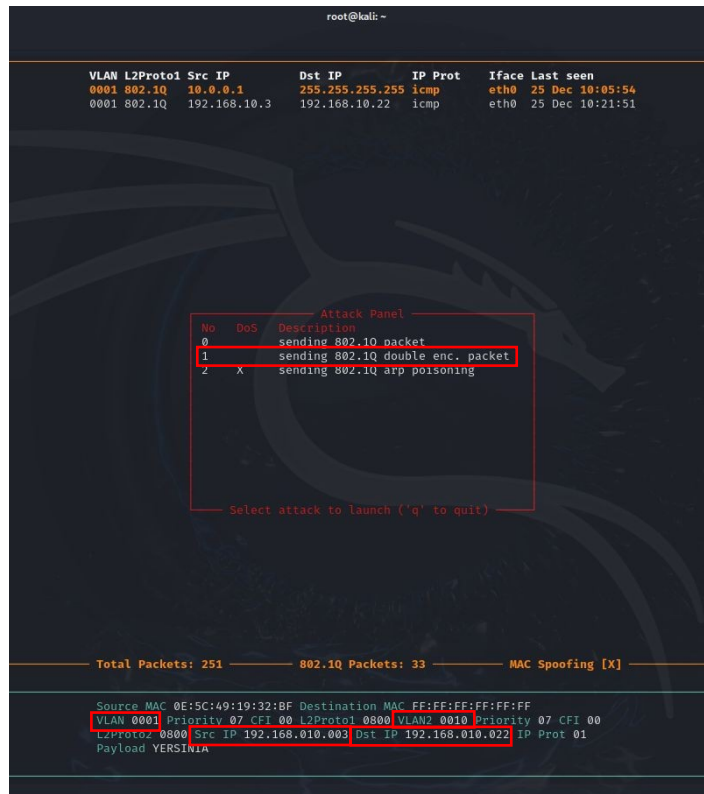 root@kali: ~
VLAN L2Proto1 Src IP Dst IP IP Prot Iface Last seen
0001 802.1Q 10.0.0.1 255.255.255.255 icmp eth0 25 Dec 10:05:54
0001 802.1Q 192.168.10.3 192.168.10.22 icmp eth0 25 Dec 10:21:51
Attack Panel
No DoS Description
0 sending 802.1Q packet
1 sending 802.1Q double enc. packet
2 X sending 802.1Q arp poisoning
Select attack to launch ('q' to quit)
Total Packets: 251 802.1Q Packets: 33 MAC Spoofing [X]
Source MAC 0E:5C:49:19:32:BF Destination MAC FF:FF:FF:FF:FF:FF
VLAN 0001 Priority 07 CFI 00 L2Proto1 0800 VLAN2 0010 Priority 07 CFI 00
L2Proto2 0800 Src IP 192.168.010.003 Dst IP 192.168.010.022 IP Prot 01
Payload YERSINIA